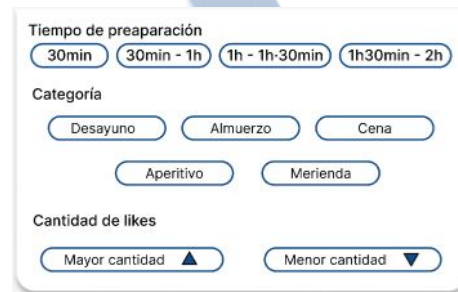 Tiempo de preaparación
30min 30min - 1h 1h - 1h·30min 1h30min - 2h
Categoría
Desayuno Almuerzo Cena
Aperitivo Merienda
Cantidad de likes
Mayor cantidad ▲ Menor cantidad ▼